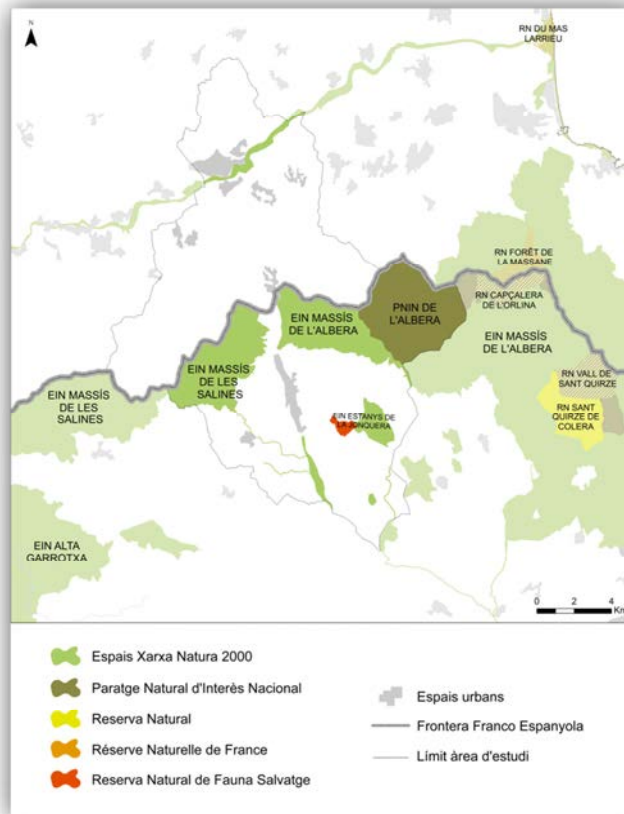 N
RN DU MAS
LARRIEU
RN FORÊT DE
LA MASSANE
RN CAPÇALERA
DE L'ORLINA
PNIN DE
L'ALBERA
EIN MASSÍS
DE L'ALBERA
EIN MASSÍS
DE L'ALBERA
EIN MASSÍS
DE LES
SALINES
EIN MASSÍS
DE LES
SALINES
RN VALL DE
SANT QUIRZE
RN SANT
QUIRZE DE
COLERA
EIN ESTANYS DE
LA JONQUERA
EIN ALTA
GARROTXA
0 2 4
Km
Espais Xarxa Natura 2000
Paratge Natural d'Interès Nacional
Reserva Natural
Réserve Naturelle de France
Reserva Natural de Fauna Salvatge
Espais urbans
Frontera Franco Espanyola
Límit àrea d'estudi